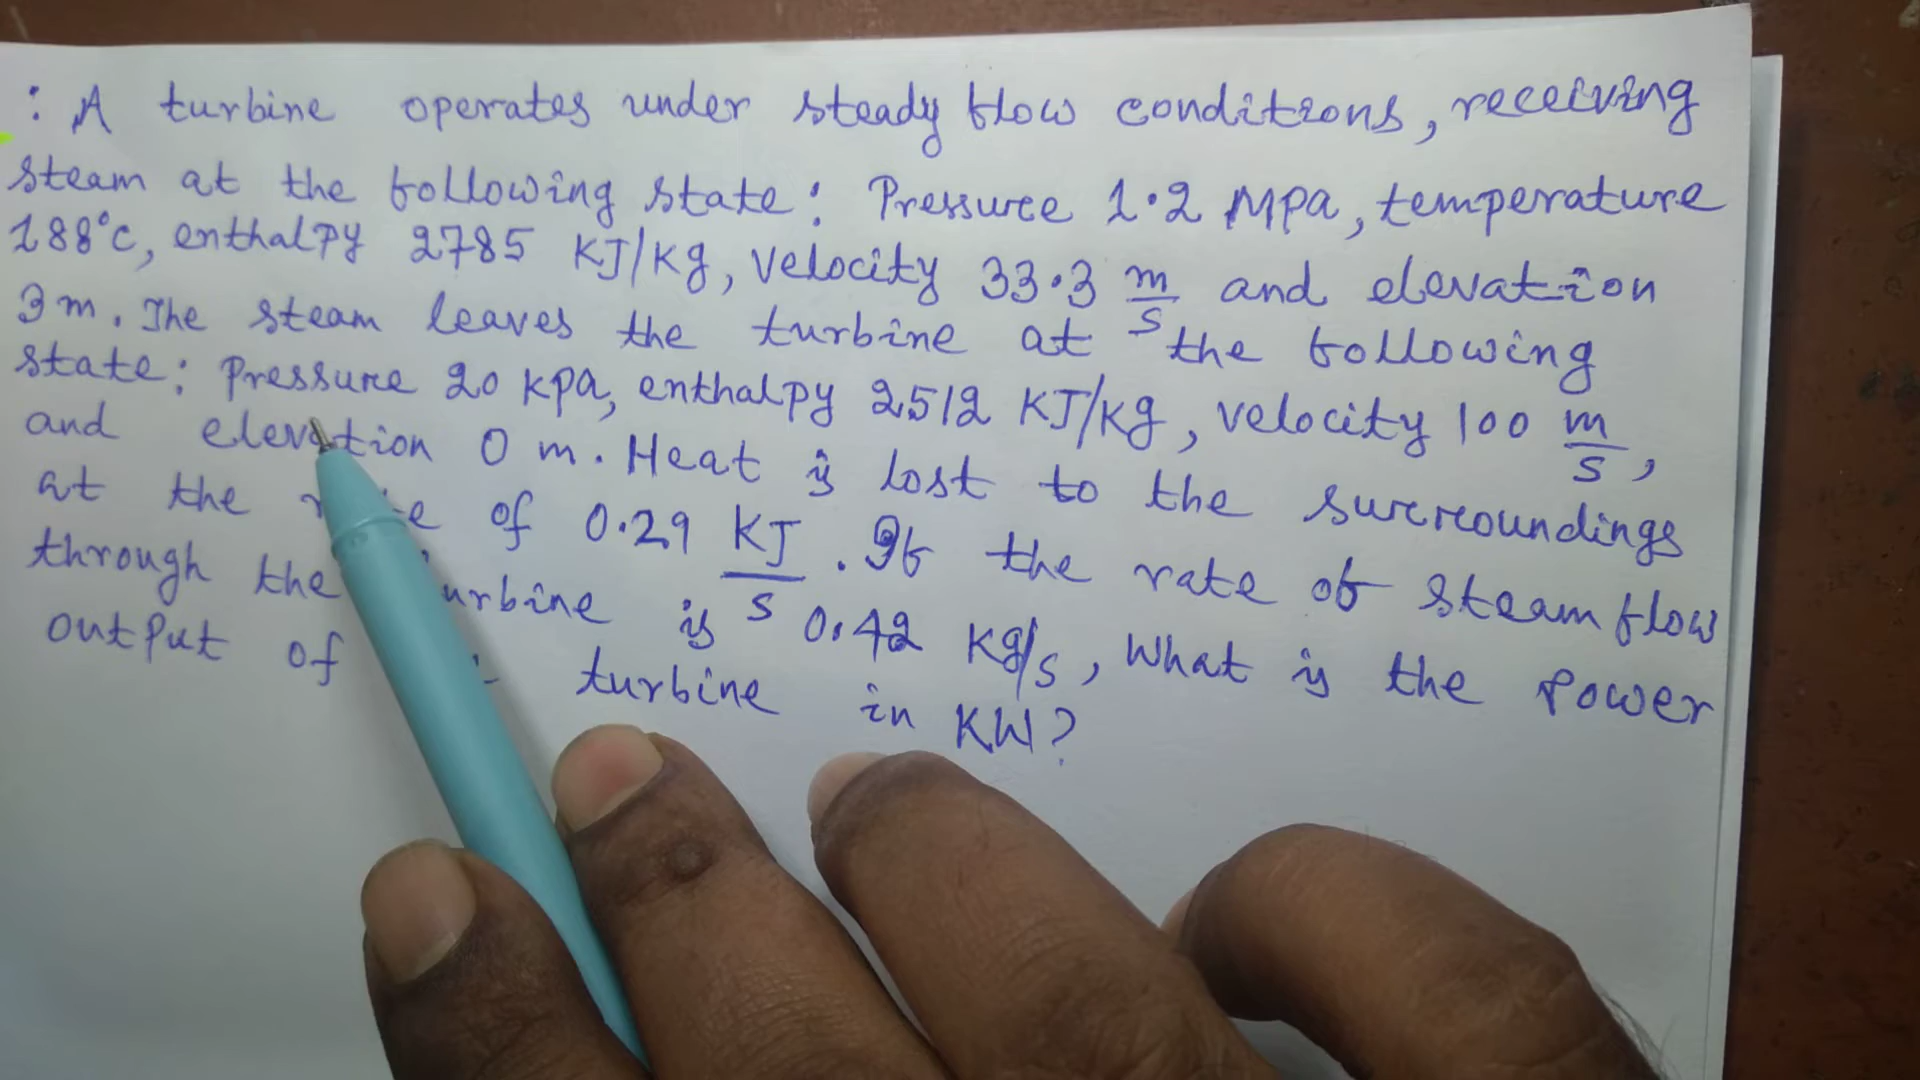 : A turbine operates under steady flow conditions, receiving
steam at the following state: Pressure 1.2 MPa, temperature
188°c, enthalpy 2785 KJ/Kg, velocity 33.3 m/s and elevation
3 m. The steam leaves the turbine at the following
state: Pressure 20 kpa, enthalpy 2512 KJ/Kg, velocity 100 m/s,
and elevation 0 m. Heat is lost to the surroundings
at the of 0.29 KJ/s. If the rate of steam flow
through the turbine is 0.42 Kg/s, What is the Power
output of turbine in KW?